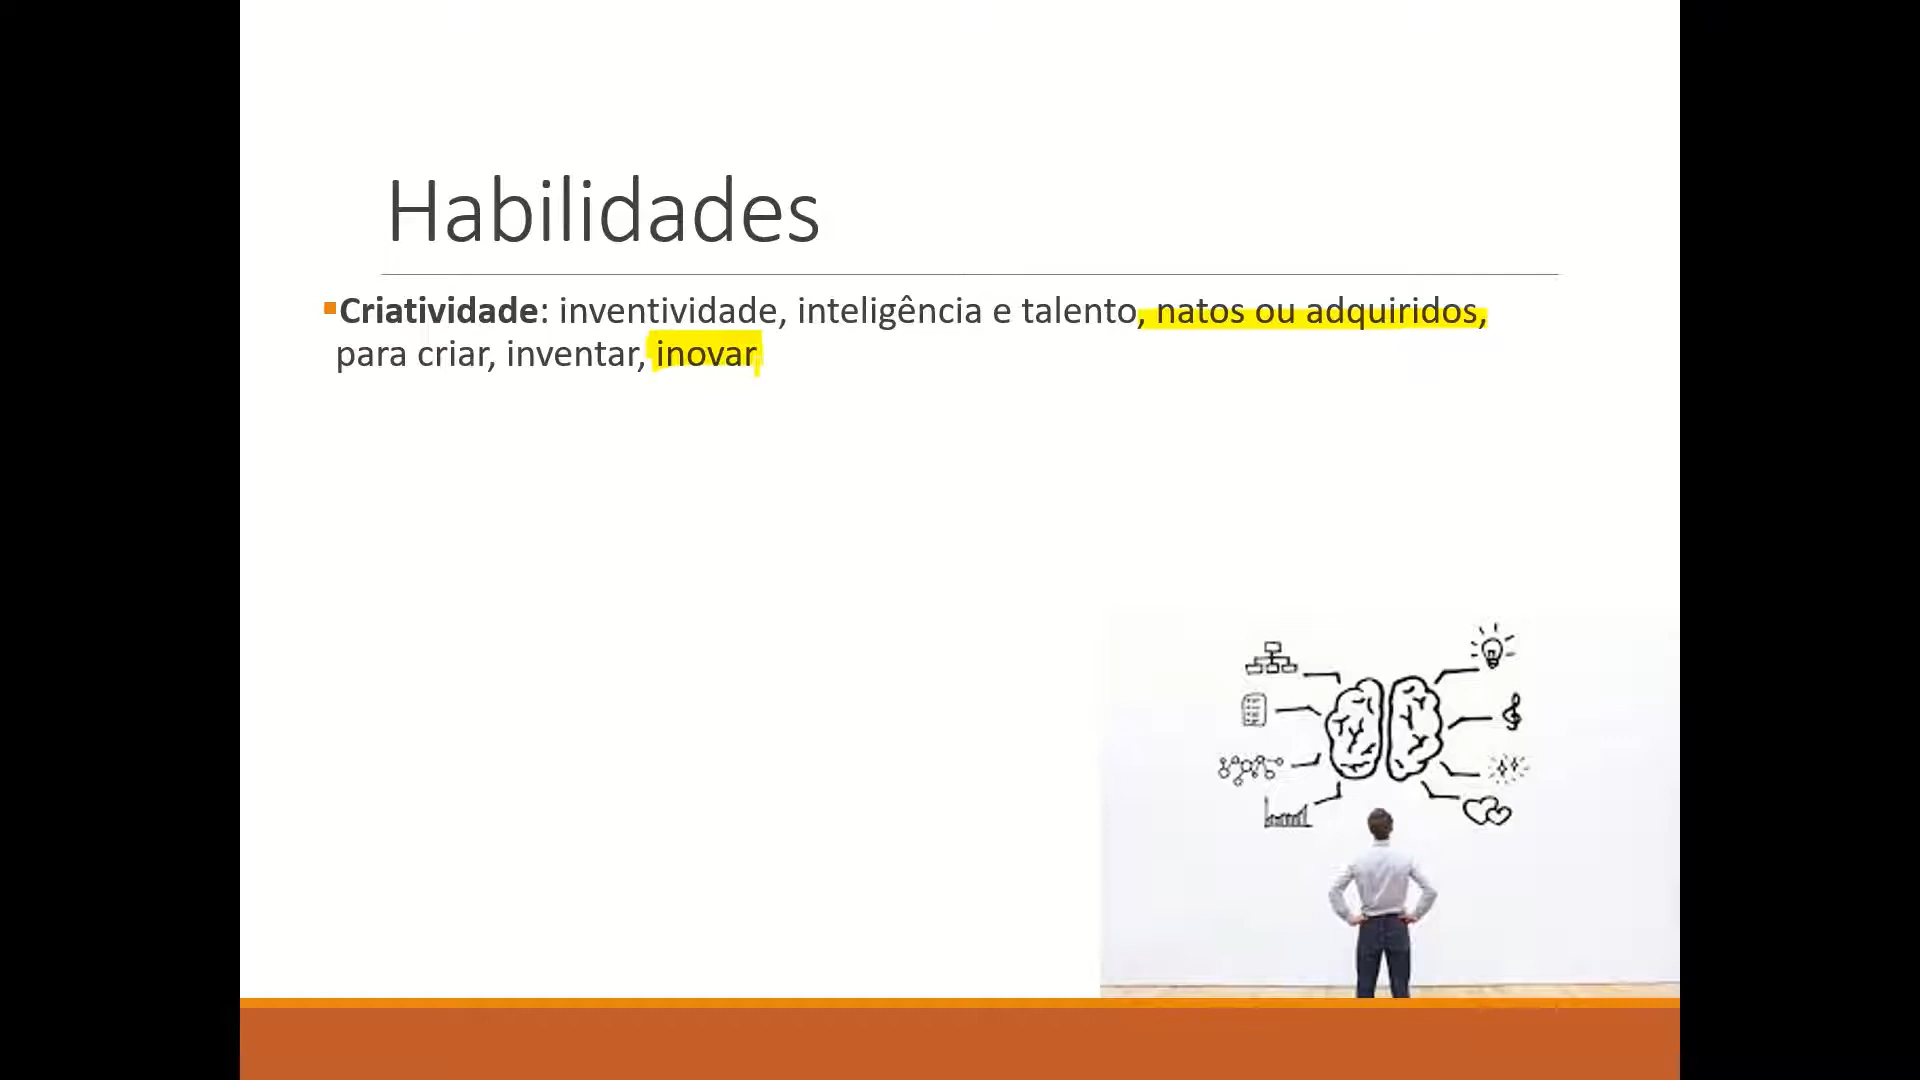 Habilidades
▪Criatividade: inventividade, inteligência e talento, natos ou adquiridos,
para criar, inventar, inovar